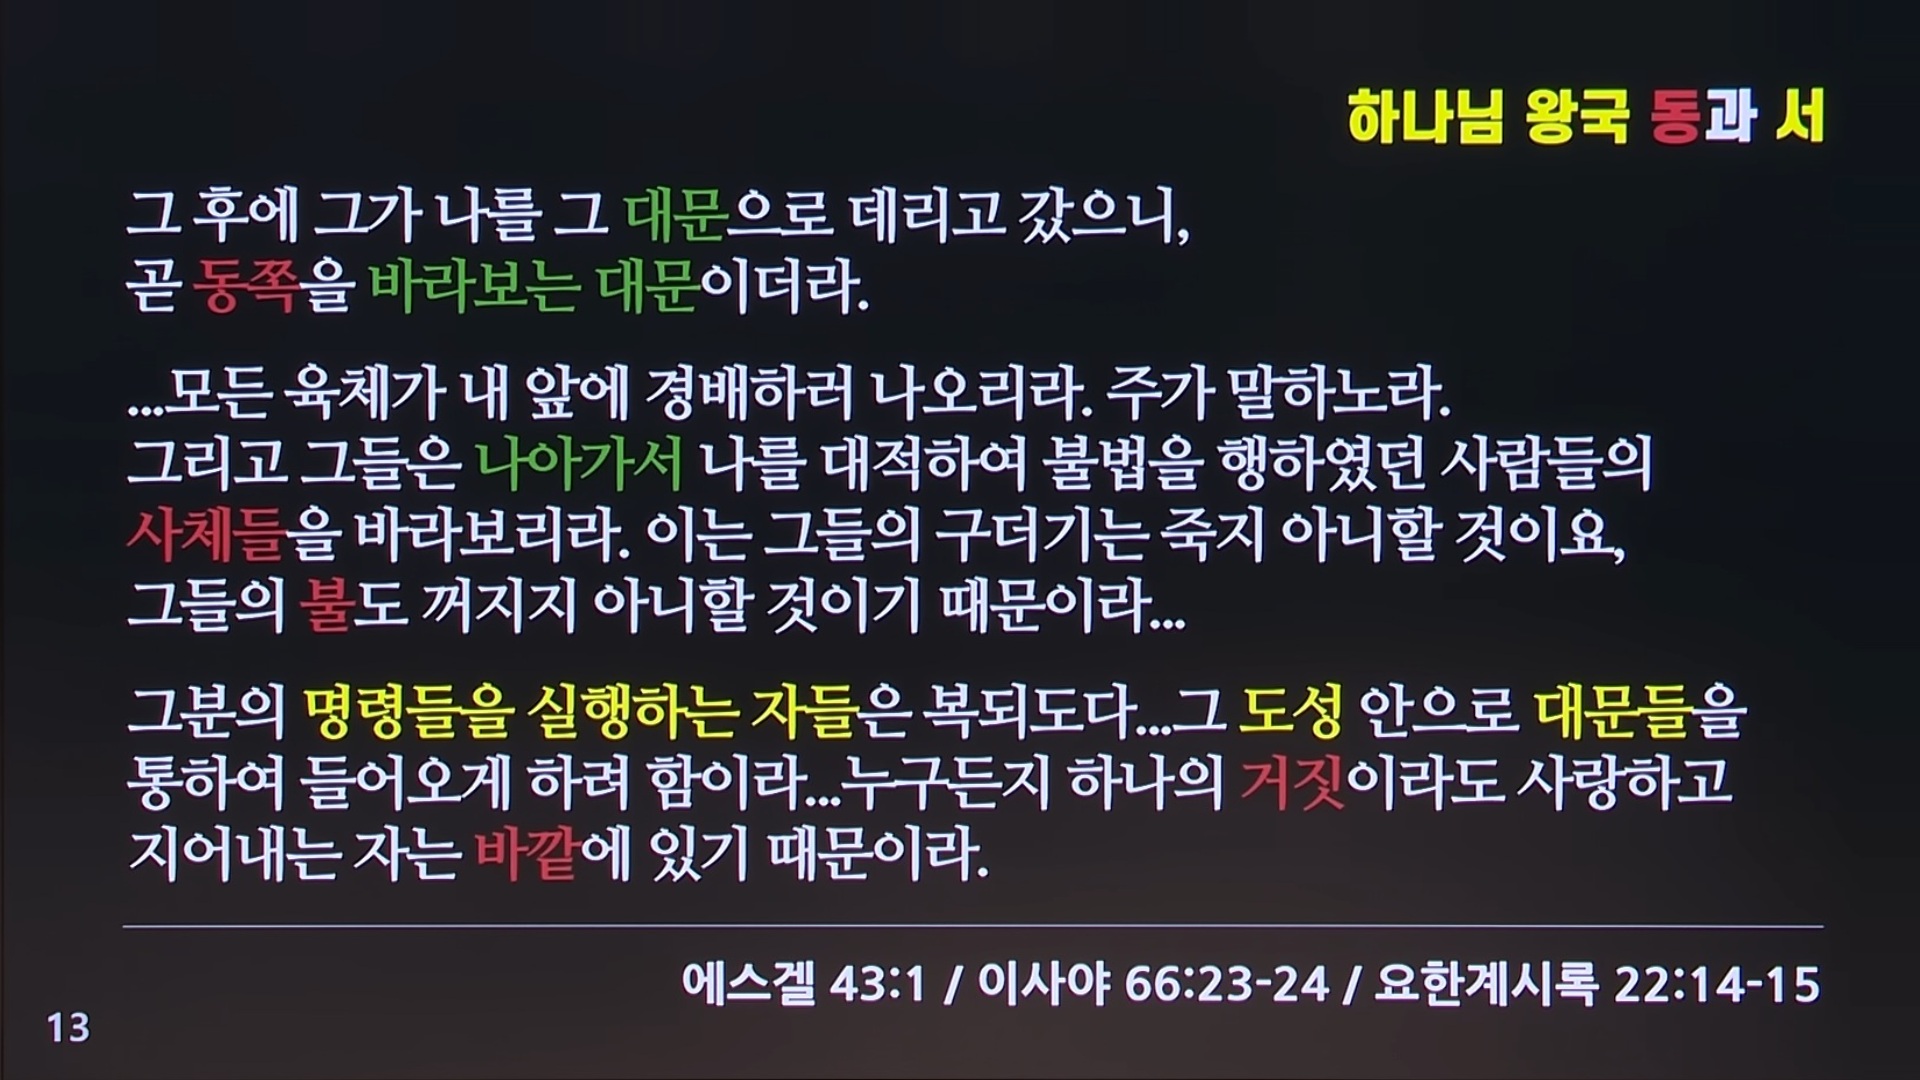 하나님 왕국 동과 서
그 후에 그가 나를 그 대문으로 데리고 갔으니,
곧 동쪽을 바라보는 대문이더라.
...모든 육체가 내 앞에 경배하러 나오리라. 주가 말하노라.
그리고 그들은 나아가서 나를 대적하여 불법을 행하였던 사람들의
사체들을 바라보리라. 이는 그들의 구더기는 죽지 아니할 것이요,
그들의 불도 꺼지지 아니할 것이기 때문이라...
그분의 명령들을 실행하는 자들은 복되도다...그 도성 안으로 대문들을
통하여 들어오게 하려 함이라...누구든지 하나의 거짓이라도 사랑하고
지어내는 자는 바깥에 있기 때문이라.
에스겔 43:1 / 이사야 66:23-24 / 요한계시록 22:14-15
13